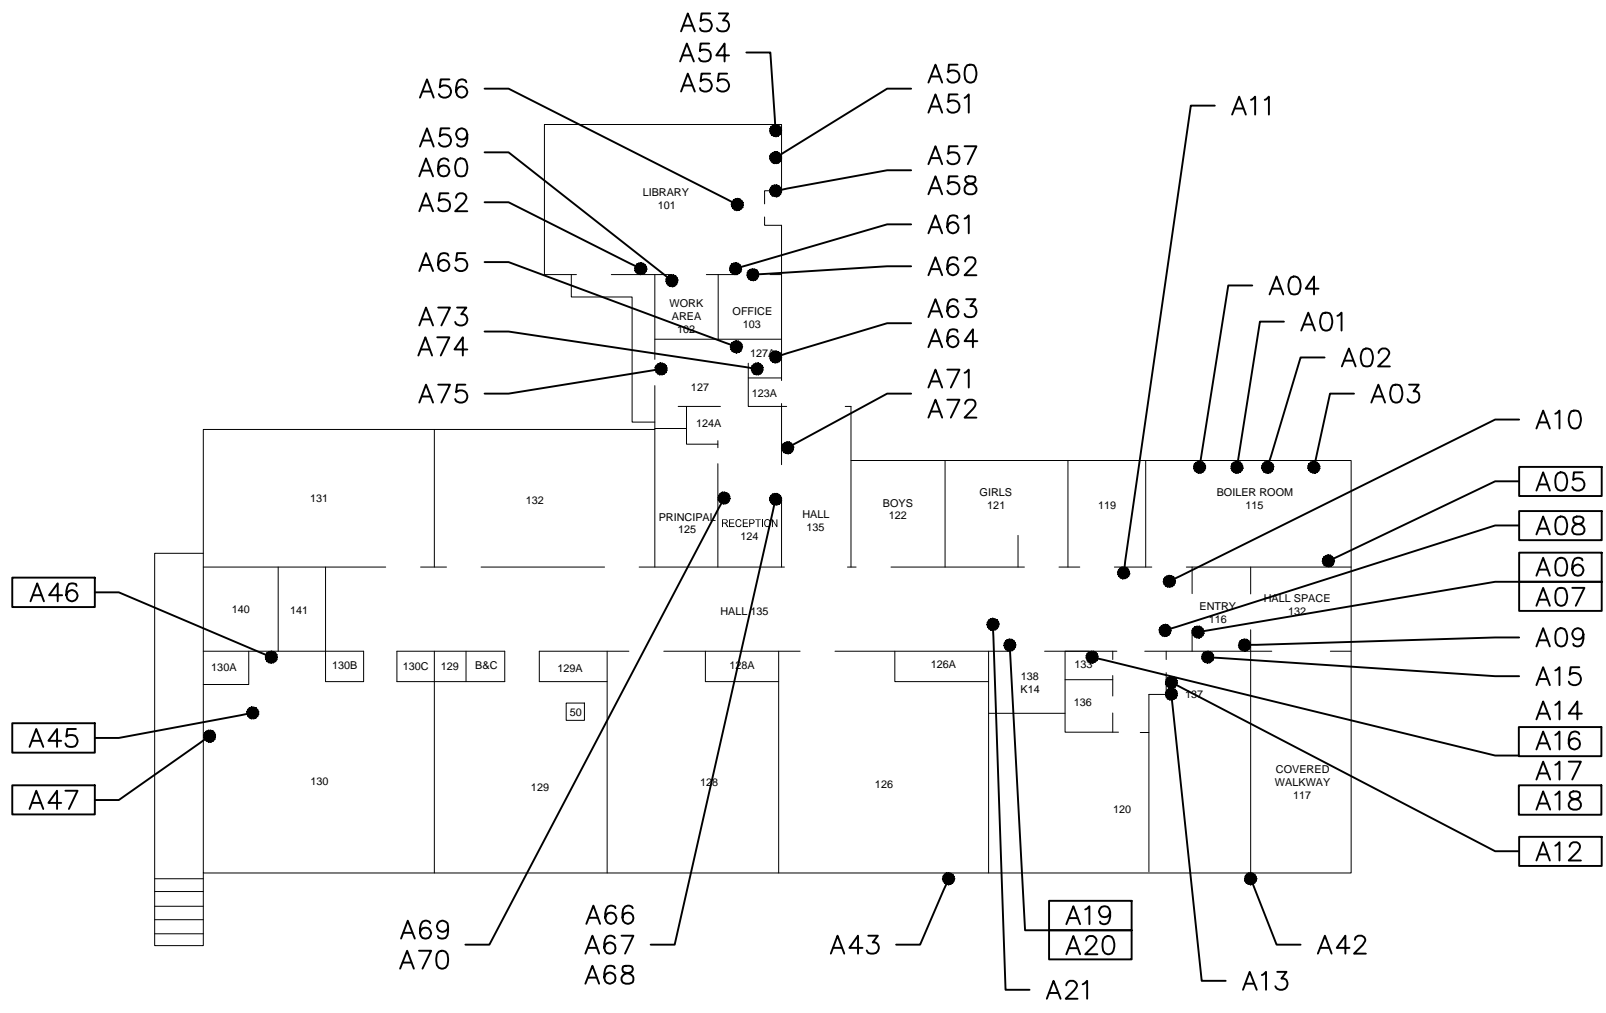 A53
A54
A55
A50
A51
A56
A11
A59
A60
A57
A58
A52
LIBRARY
101
A61
A65
A62
A04
WORK
AREA
102
OFFICE
103
A63
A64
A01
A73
A74
127A
A02
A75
127
123A
A71
A72
A03
124A
A10
131
132
PRINCIPAL
125
RECEPTION
124
HALL
135
BOYS
122
GIRLS
121
119
BOILER ROOM
115
A05
A08
A06
A07
A46
140
141
HALL 135
ENTRY
116
HALL SPACE
132
A09
130A
130B
130C
129
B&C
129A
128A
126A
138
K14
133
136
137
A15
50
A45
A47
130
129
128
126
120
COVERED
WALKWAY
117
A14
A16
A17
A18
A12
A69
A70
A66
A67
A68
A43
A19
A20
A21
A13
A42